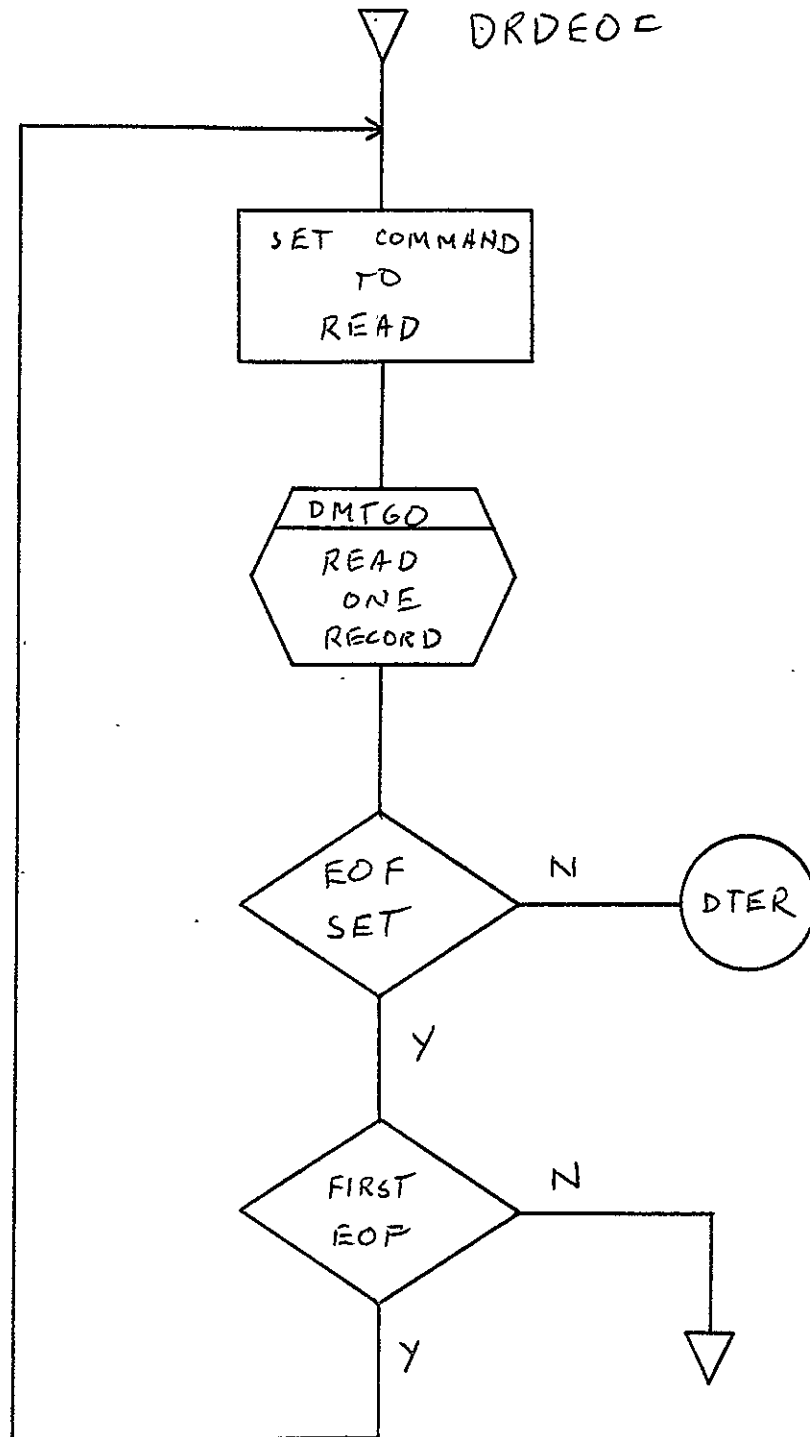 DRDEOF
SET COMMAND
TO
READ
DMTGO
READ
ONE
RECORD
EOF
SET
N
DTER
Y
FIRST
EOF
N
Y